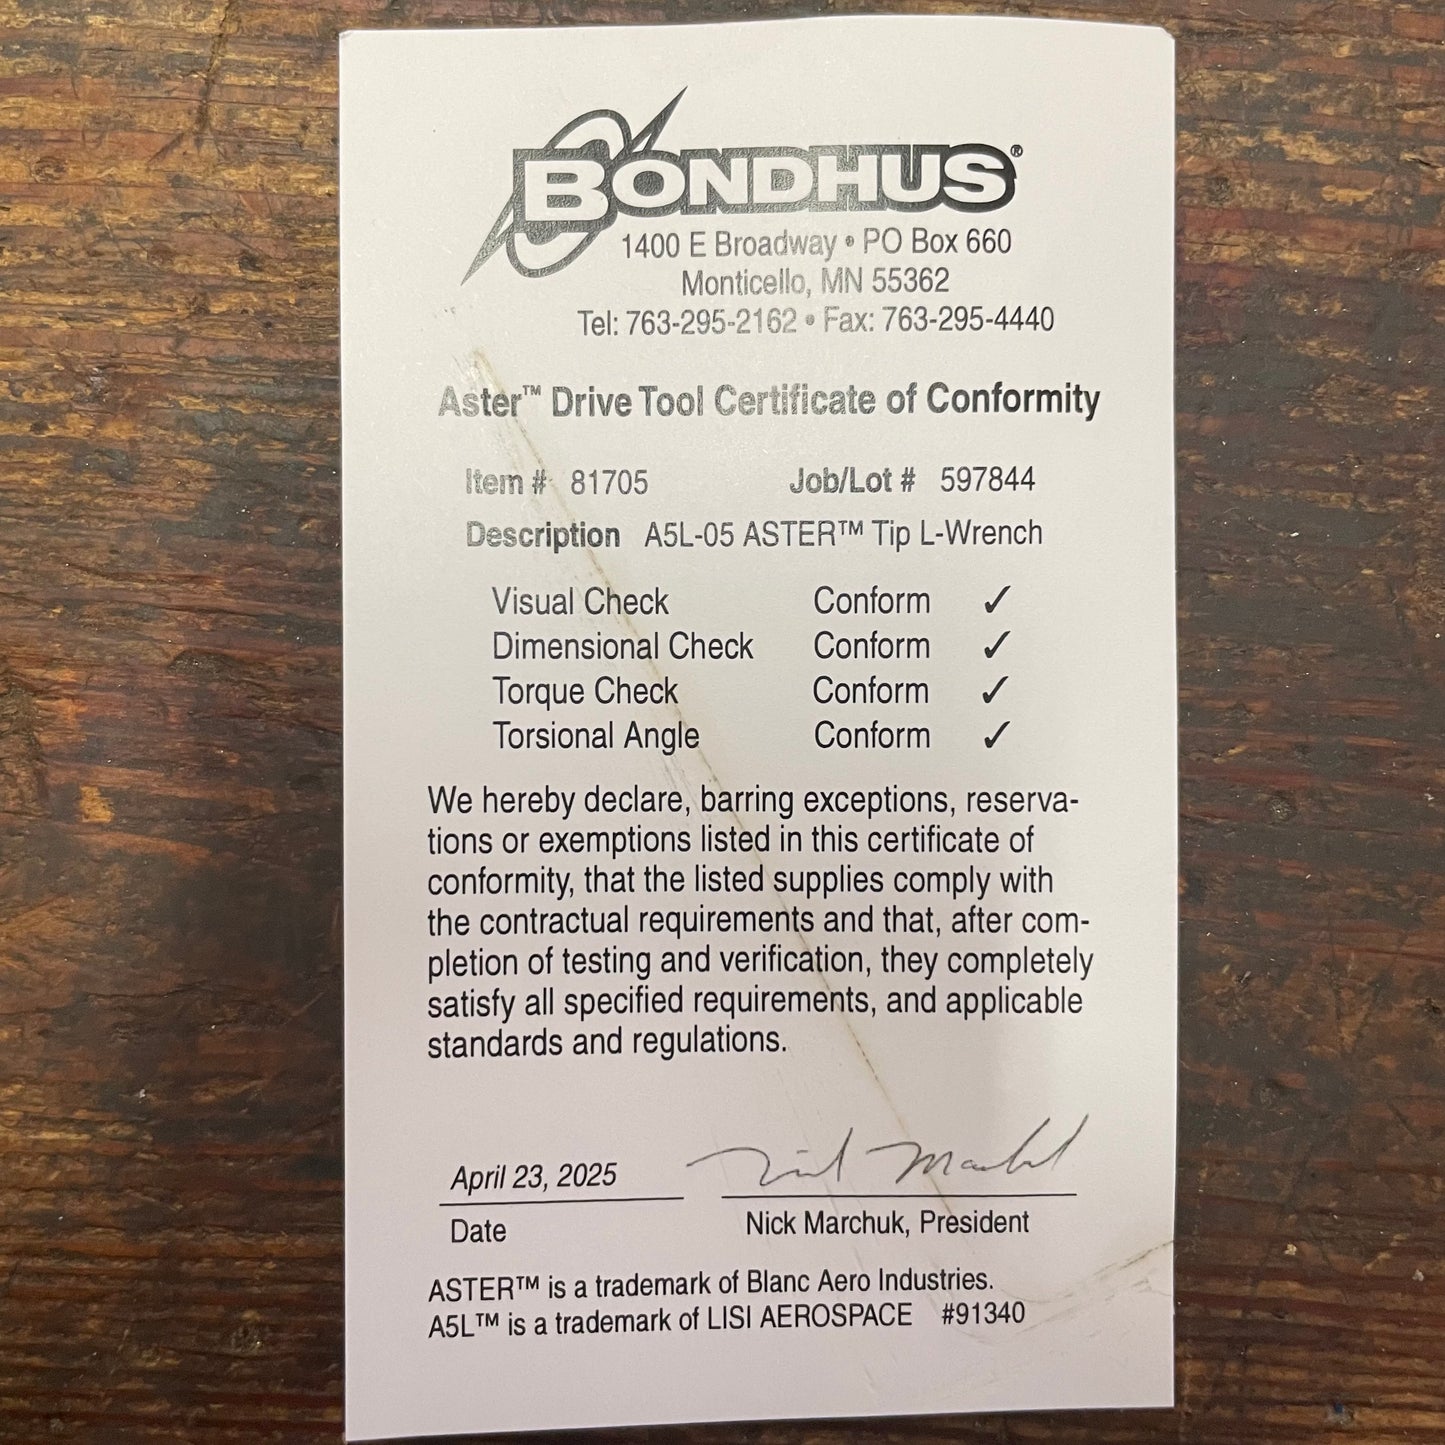 BONDHUS®
1400 E Broadway • PO Box 660
Monticello, MN 55362
Tel: 763-295-2162 • Fax: 763-295-4440
Aster™ Drive Tool Certificate of Conformity
Item # 81705 Job/Lot # 597844
Description A5L-05 ASTER™ Tip L-Wrench
Visual Check Conform ✓
Dimensional Check Conform ✓
Torque Check Conform ✓
Torsional Angle Conform ✓
We hereby declare, barring exceptions, reserva-
tions or exemptions listed in this certificate of
conformity, that the listed supplies comply with
the contractual requirements and that, after com-
pletion of testing and verification, they completely
satisfy all specified requirements, and applicable
standards and regulations.
April 23, 2025
Date
Nick Marchuk, President
ASTER™ is a trademark of Blanc Aero Industries.
A5L™ is a trademark of LISI AEROSPACE #91340